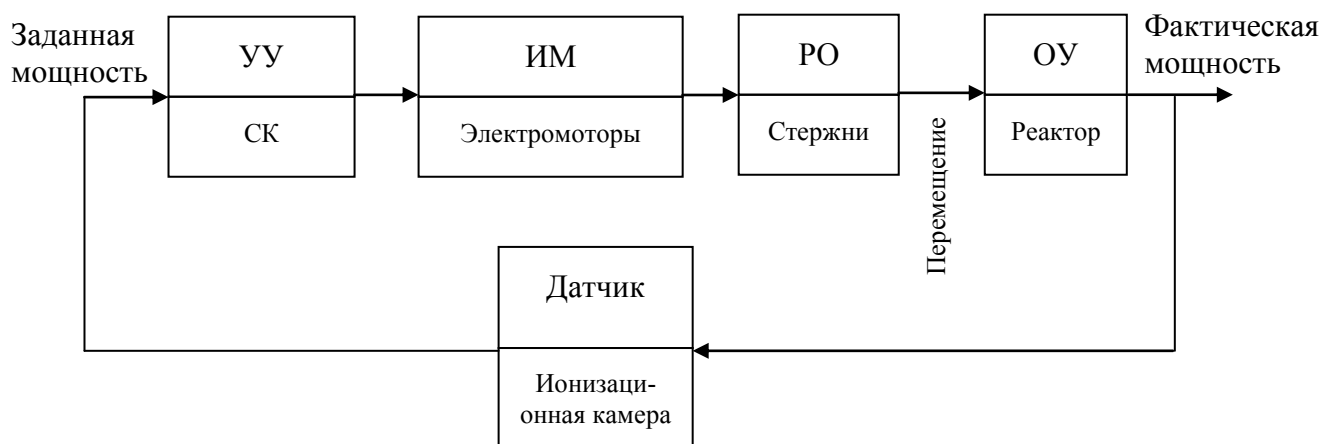 Заданная
мощность
УУ
СК
ИМ
Электромоторы
РО
Стержни
Перемещение
ОУ
Реактор
Фактическая
мощность
Датчик
Ионизаци-
онная камера